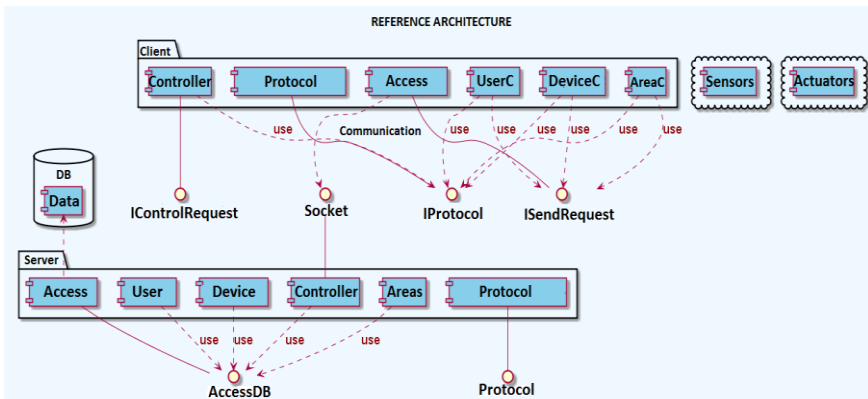 REFERENCE ARCHITECTURE
Client
Controller Protocol Access UserC DeviceC AreaC Sensors Actuators
Communication
use use use use use use
DB
Data
IControlRequest Socket IProtocol ISendRequest
Server
Access User Device Controller Areas Protocol
use use use use
AccessDB Protocol